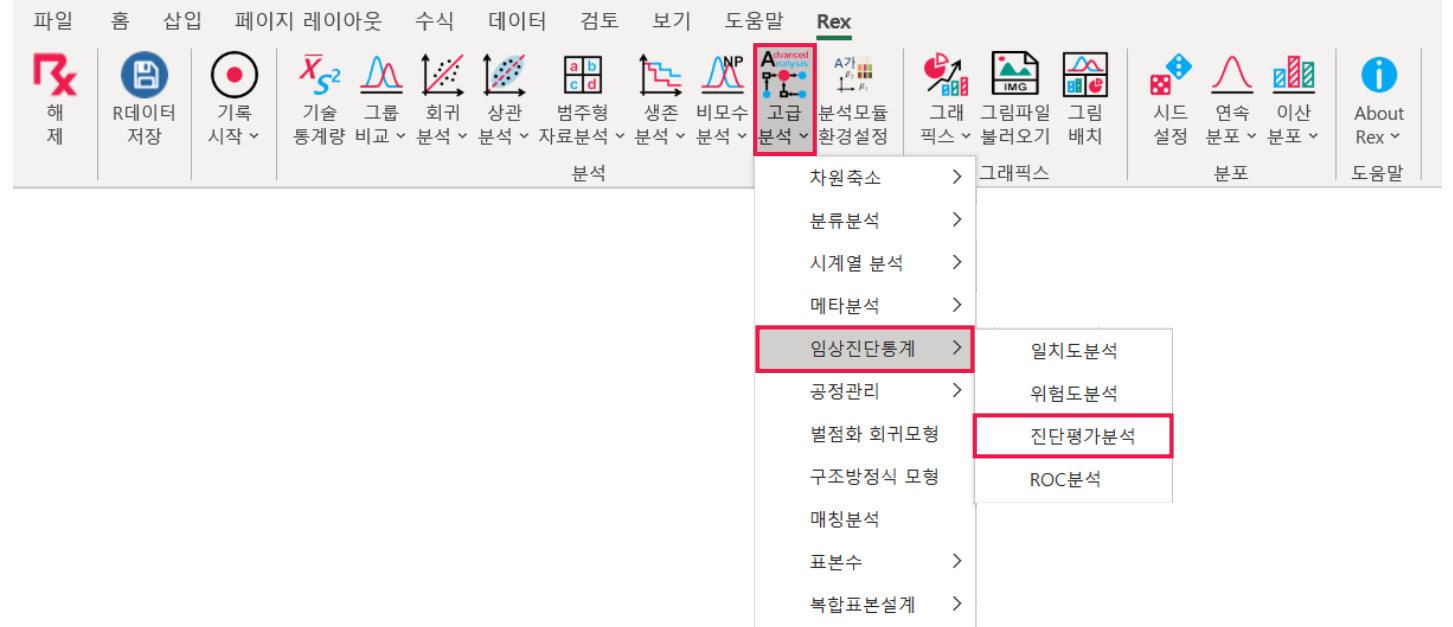 파일 홈 삽입 페이지 레이아웃 수식 데이터 검토 보기 도움말 Rex
해제
R데이터 저장
기록 시작
기술 통계량
그룹 비교
회귀 분석
상관 분석
a b c d
범주형 자료분석
생존 분석
NP
비모수 분석
Advanced Analysis
고급 분석
분석모듈 환경설정
그래픽스
IMG
그림파일 불러오기
그림 배치
시드 설정
연속 분포
이산 분포
About Rex
분석 그래픽스 분포 도움말
차원축소
분류분석
시계열 분석
메타분석
임상진단통계
공정관리
벌점화 회귀모형
구조방정식 모형
매칭분석
표본수
복합표본설계
일치도분석
위험도분석
진단평가분석
ROC분석